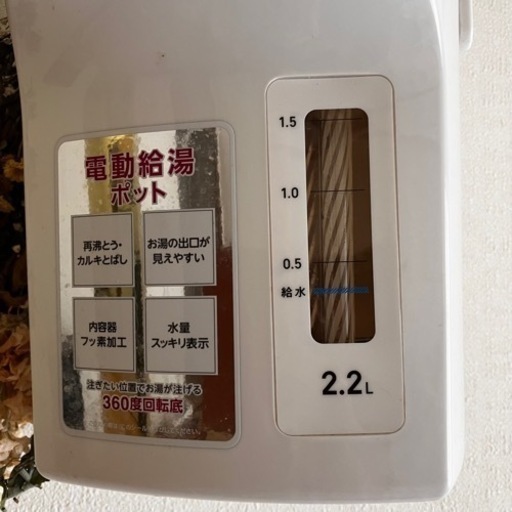 電動給湯
ポット
再沸とう・
カルキとばし
お湯の出口が
見えやすい
内容器
フッ素加工
水量
スッキリ表示
注ぎたい位置でお湯が注げる
360度回転底
1.5
1.0
0.5
給水
2.2L